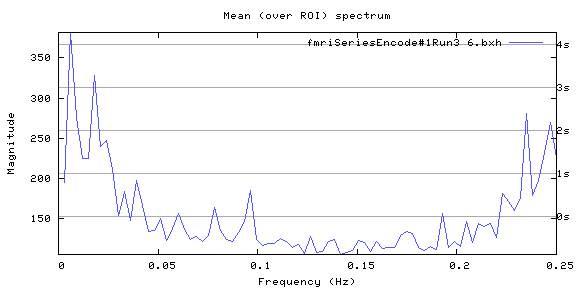 Mean (over ROI) spectrum
fmriSeriesEncode#1Run3 6.bxh
350
300
250
200
150
4s
3s
2s
1s
0s
Magnitude
0 0.05 0.1 0.15 0.2 0.25
Frequency (Hz)